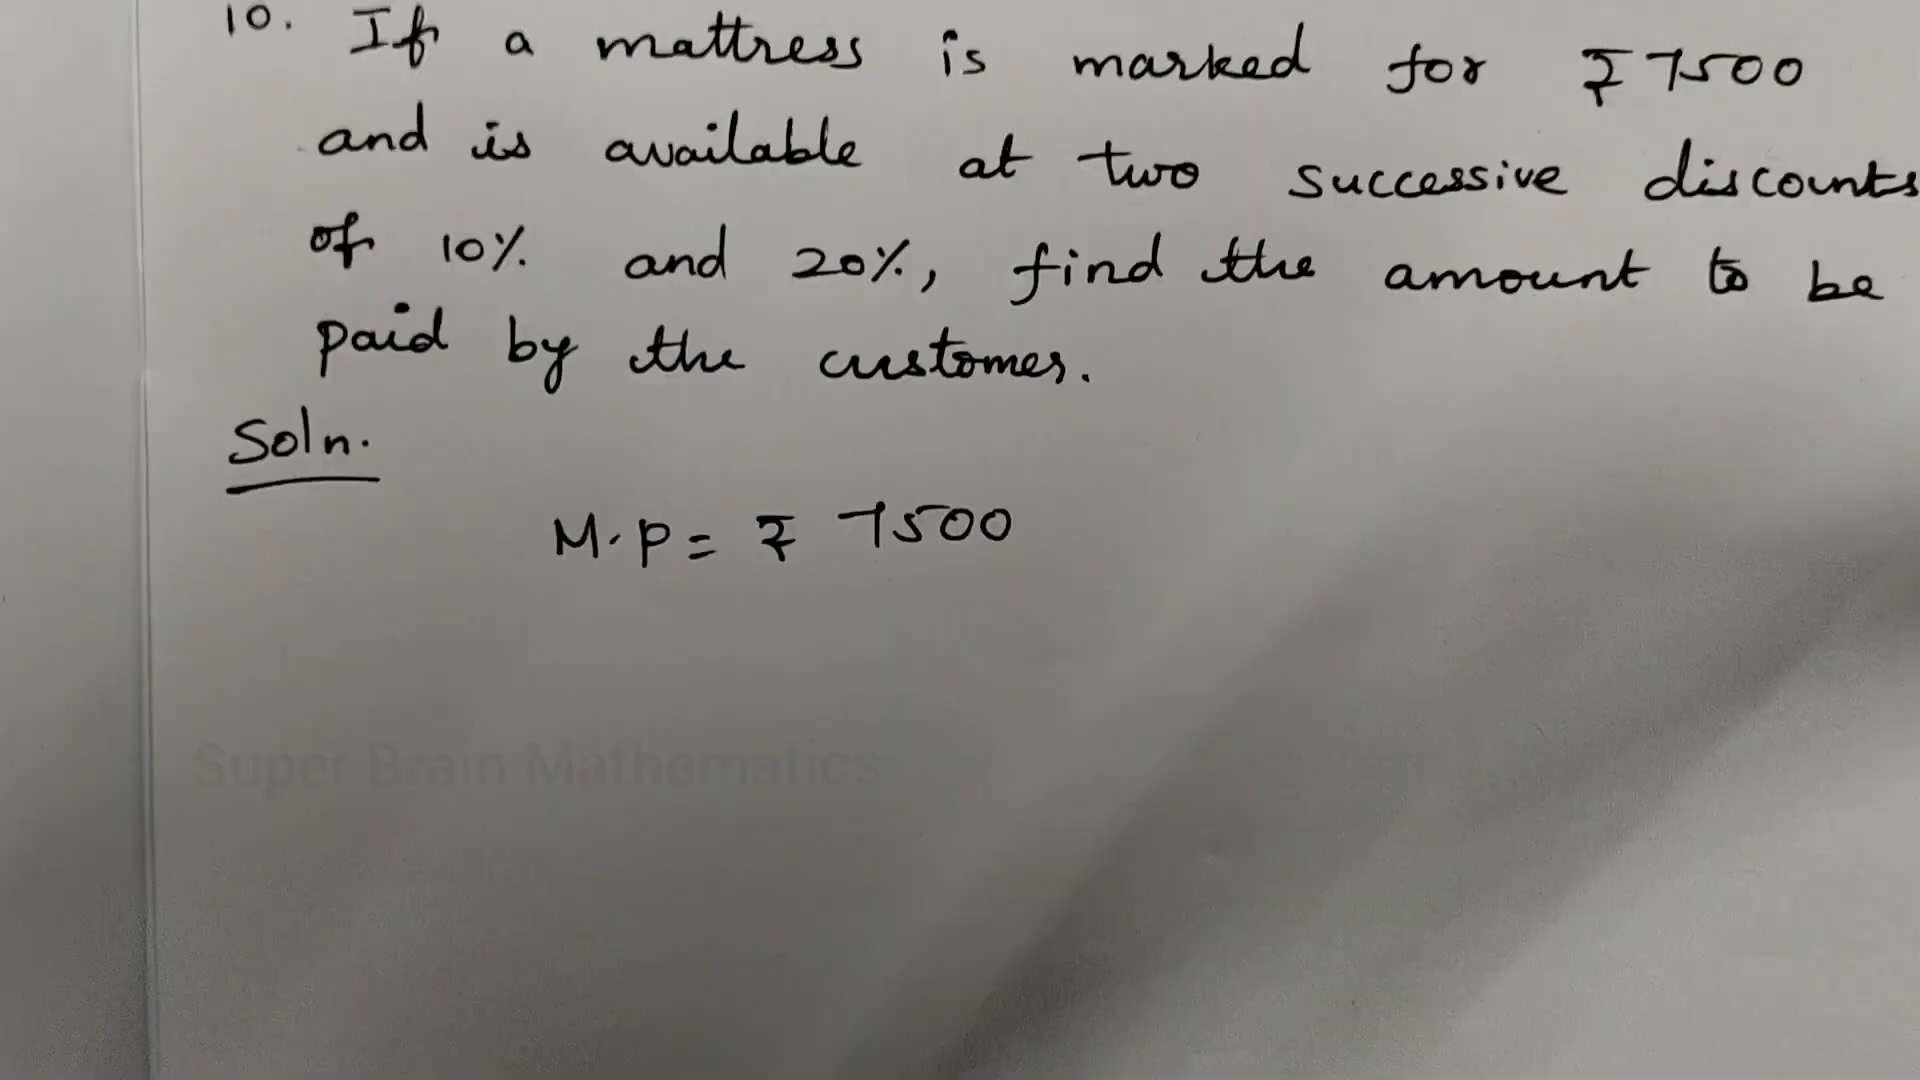 10. If a mattress is marked for ₹ 7500
and is available at two successive discounts
of 10% and 20%, find the amount to be
paid by the customer.
Soln.
M.P = ₹ 7500
Super Brain Mathematics